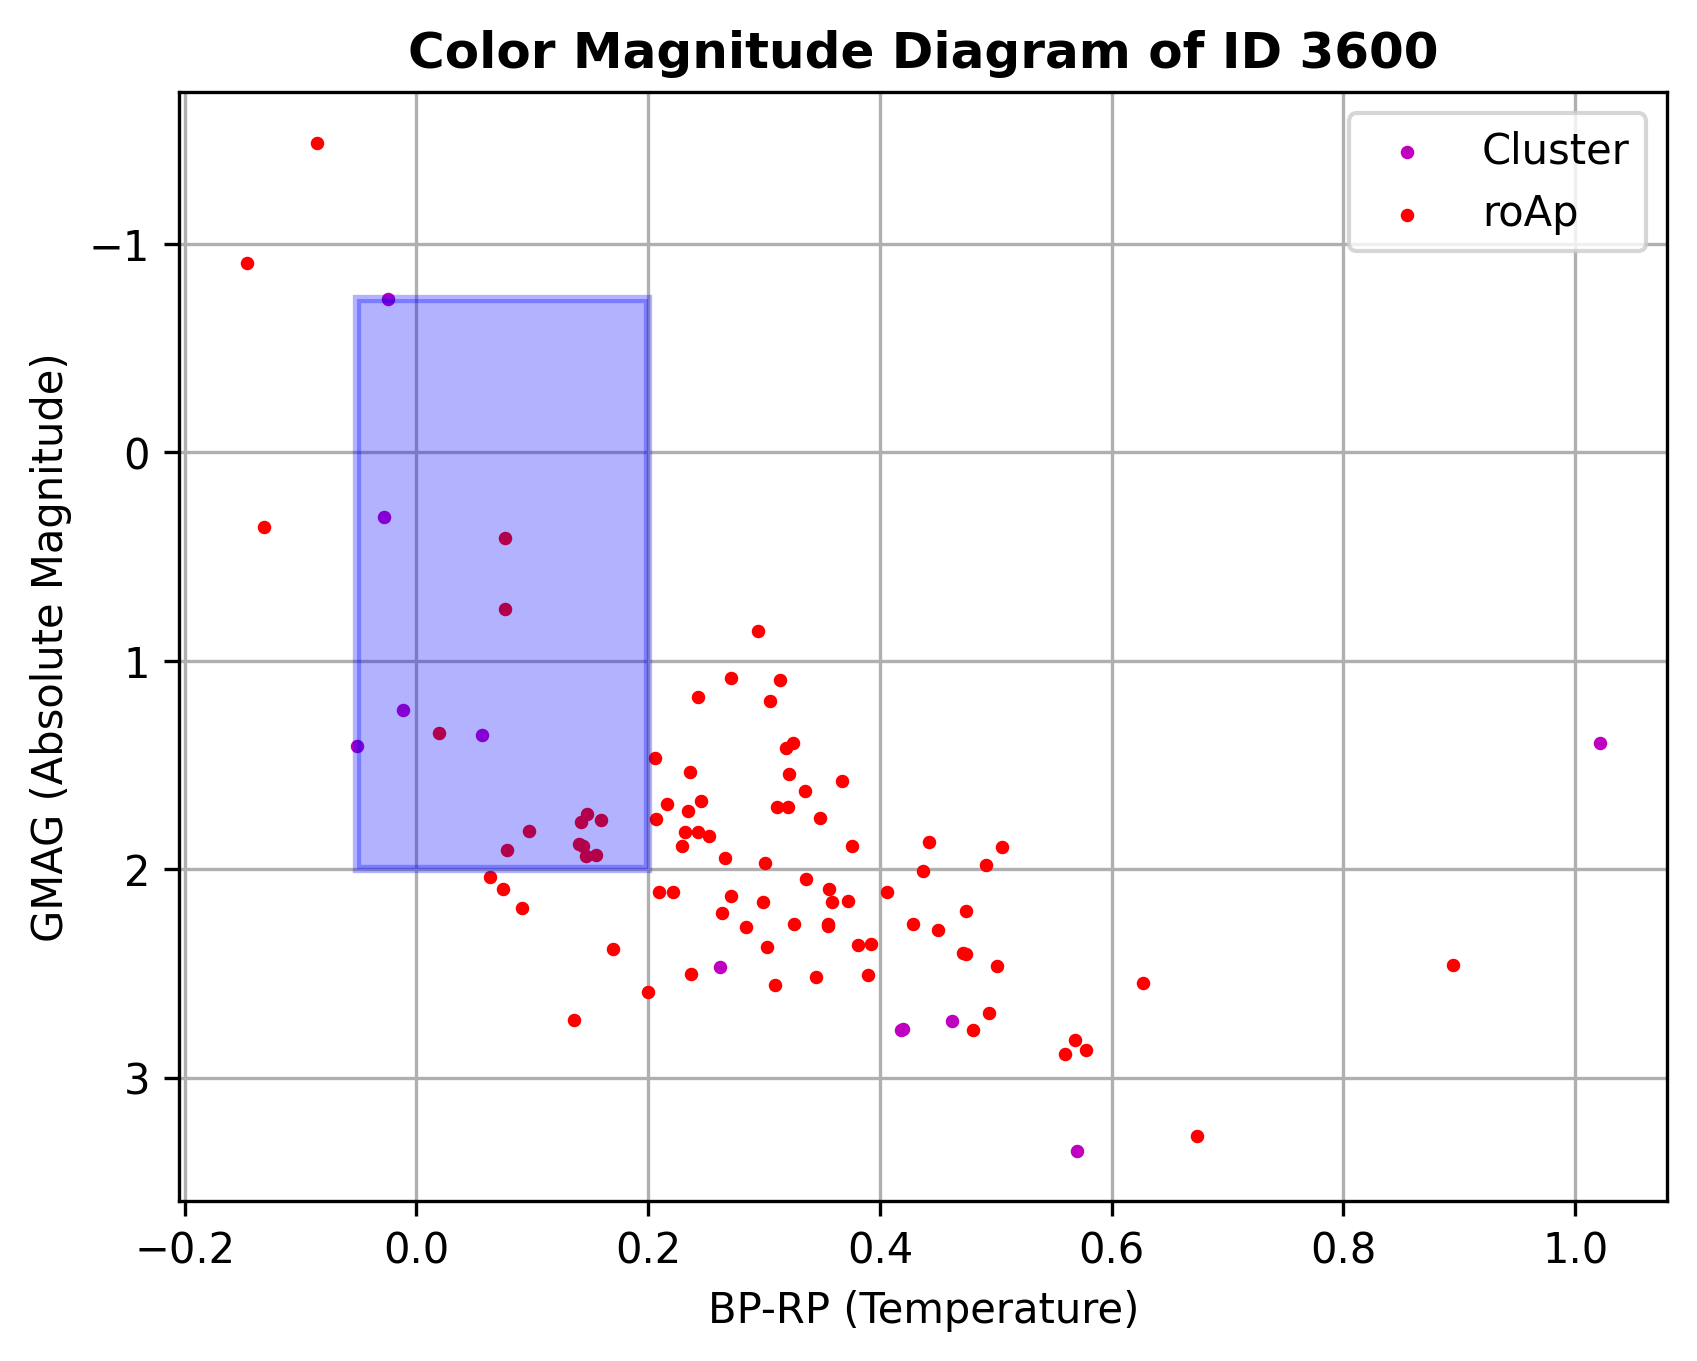 Color Magnitude Diagram of ID 3600
Cluster
roAp
−1
0
1
2
3
GMAG (Absolute Magnitude)
−0.2 0.0 0.2 0.4 0.6 0.8 1.0
BP-RP (Temperature)